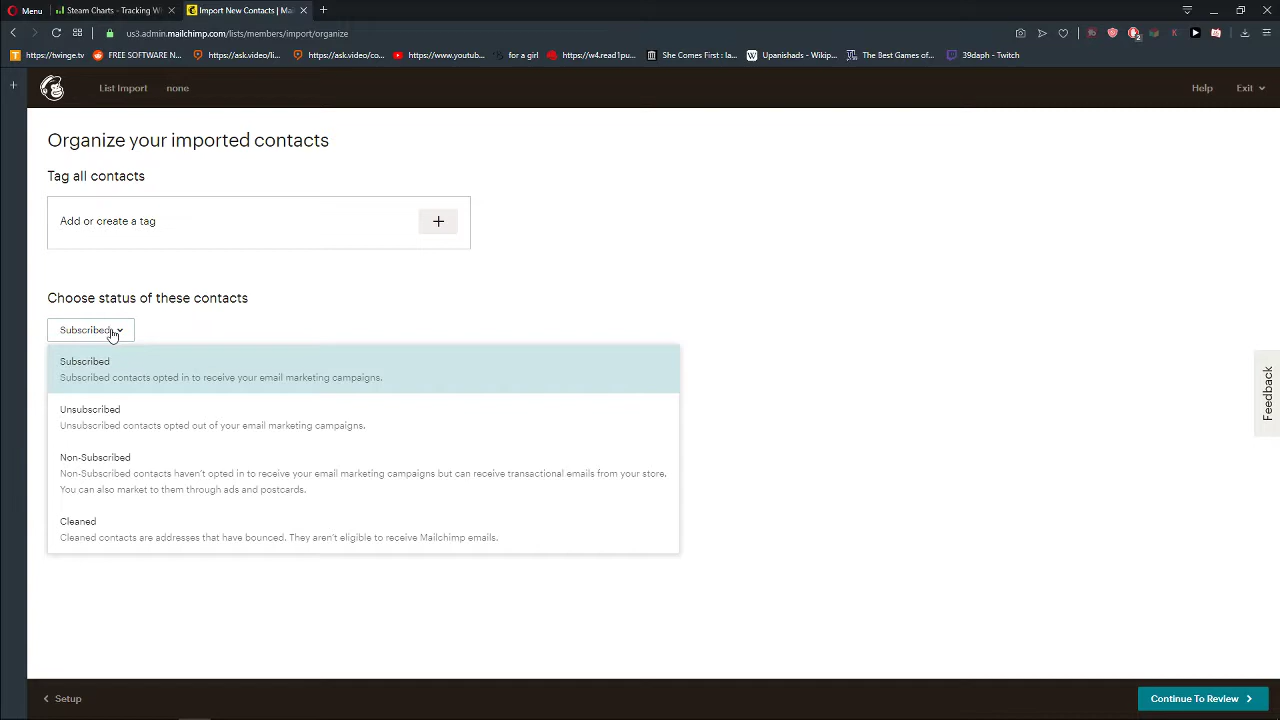 Menu
Steam Charts - Tracking Wh
Import New Contacts | Mai
us3.admin.mailchimp.com/lists/members/import/organize
https://twinge.tv...
FREE SOFTWARE N...
https://ask.video/li...
https://ask.video/co...
https://www.youtub...
for a girl
https://w4.read1pu...
She Comes First : Ia...
Upanishads - Wikip...
The Best Games of...
39daph - Twitch
List Import
none
Help
Exit
Organize your imported contacts
Tag all contacts
Add or create a tag
Choose status of these contacts
Subscribed
Subscribed
Subscribed contacts opted in to receive your email marketing campaigns.
Unsubscribed
Unsubscribed contacts opted out of your email marketing campaigns.
Non-Subscribed
Non-Subscribed contacts haven't opted in to receive your email marketing campaigns but can receive transactional emails from your store.
You can also market to them through ads and postcards.
Cleaned
Cleaned contacts are addresses that have bounced. They aren't eligible to receive Mailchimp emails.
Feedback
Setup
Continue To Review